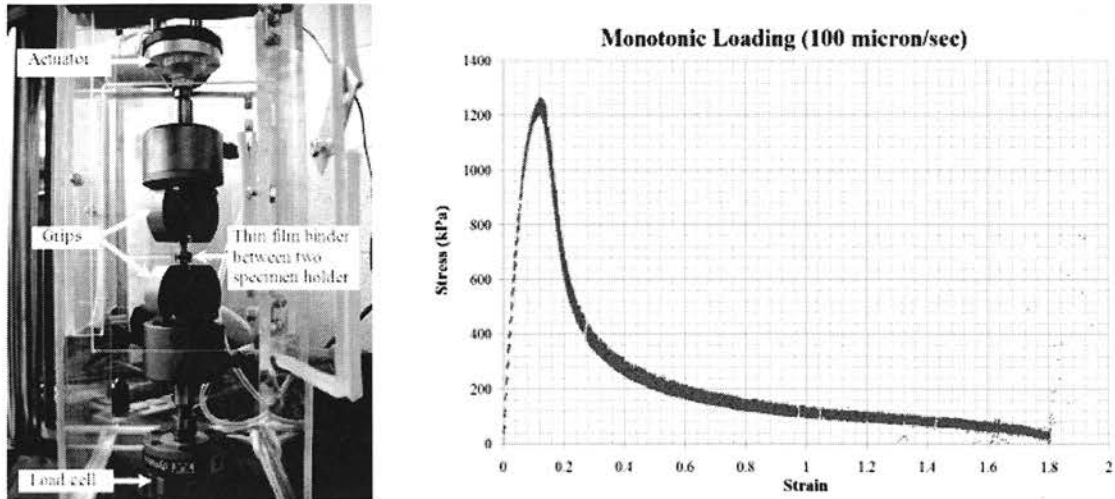 Actuator
Grips
Thin film binder
between two
specimen holder
Load cell
Monotonic Loading (100 micron/sec)
Stress (kPa)
1400
1200
1000
800
600
400
200
0
0 0.2 0.4 0.6 0.8 1 1.2 1.4 1.6 1.8 2
Strain